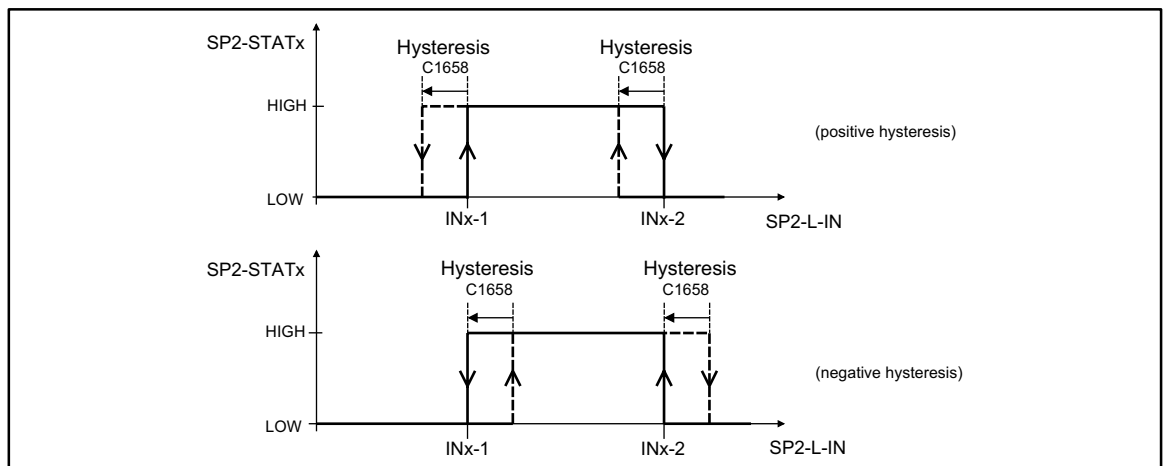 SP2-STATx
Hysteresis Hysteresis
C1658 C1658
HIGH
(positive hysteresis)
LOW
INx-1 INx-2 SP2-L-IN
SP2-STATx
Hysteresis Hysteresis
C1658 C1658
HIGH
(negative hysteresis)
LOW
INx-1 INx-2 SP2-L-IN